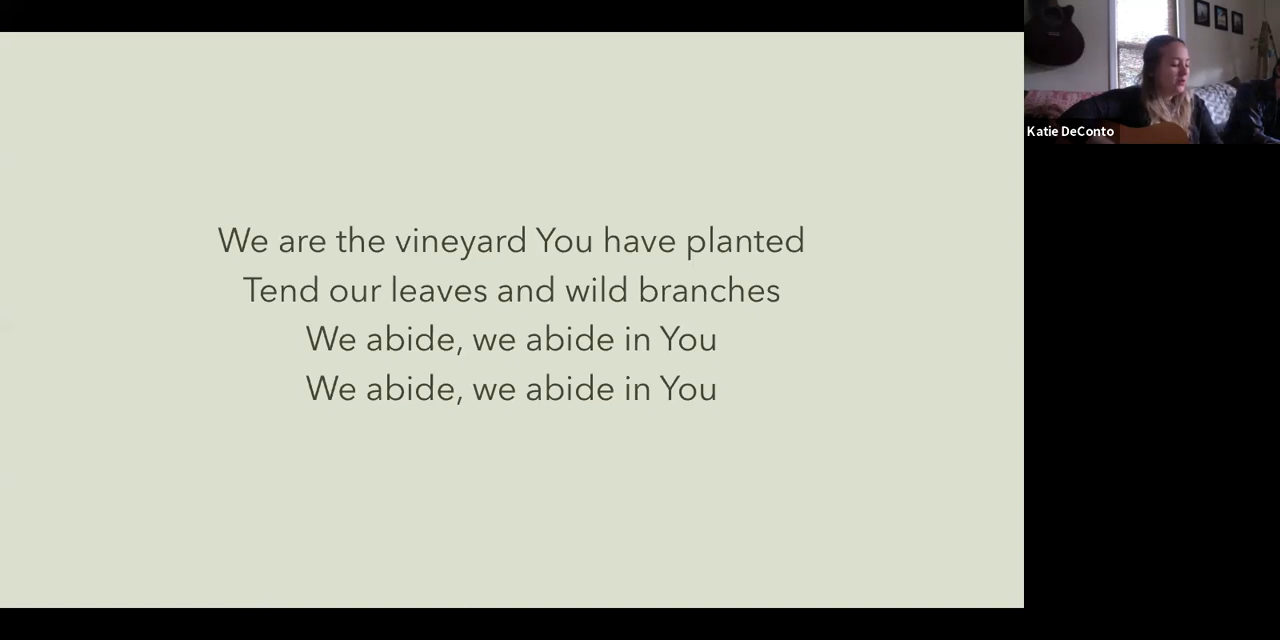 We are the vineyard You have planted
Tend our leaves and wild branches
We abide, we abide in You
We abide, we abide in You
Katie DeConto